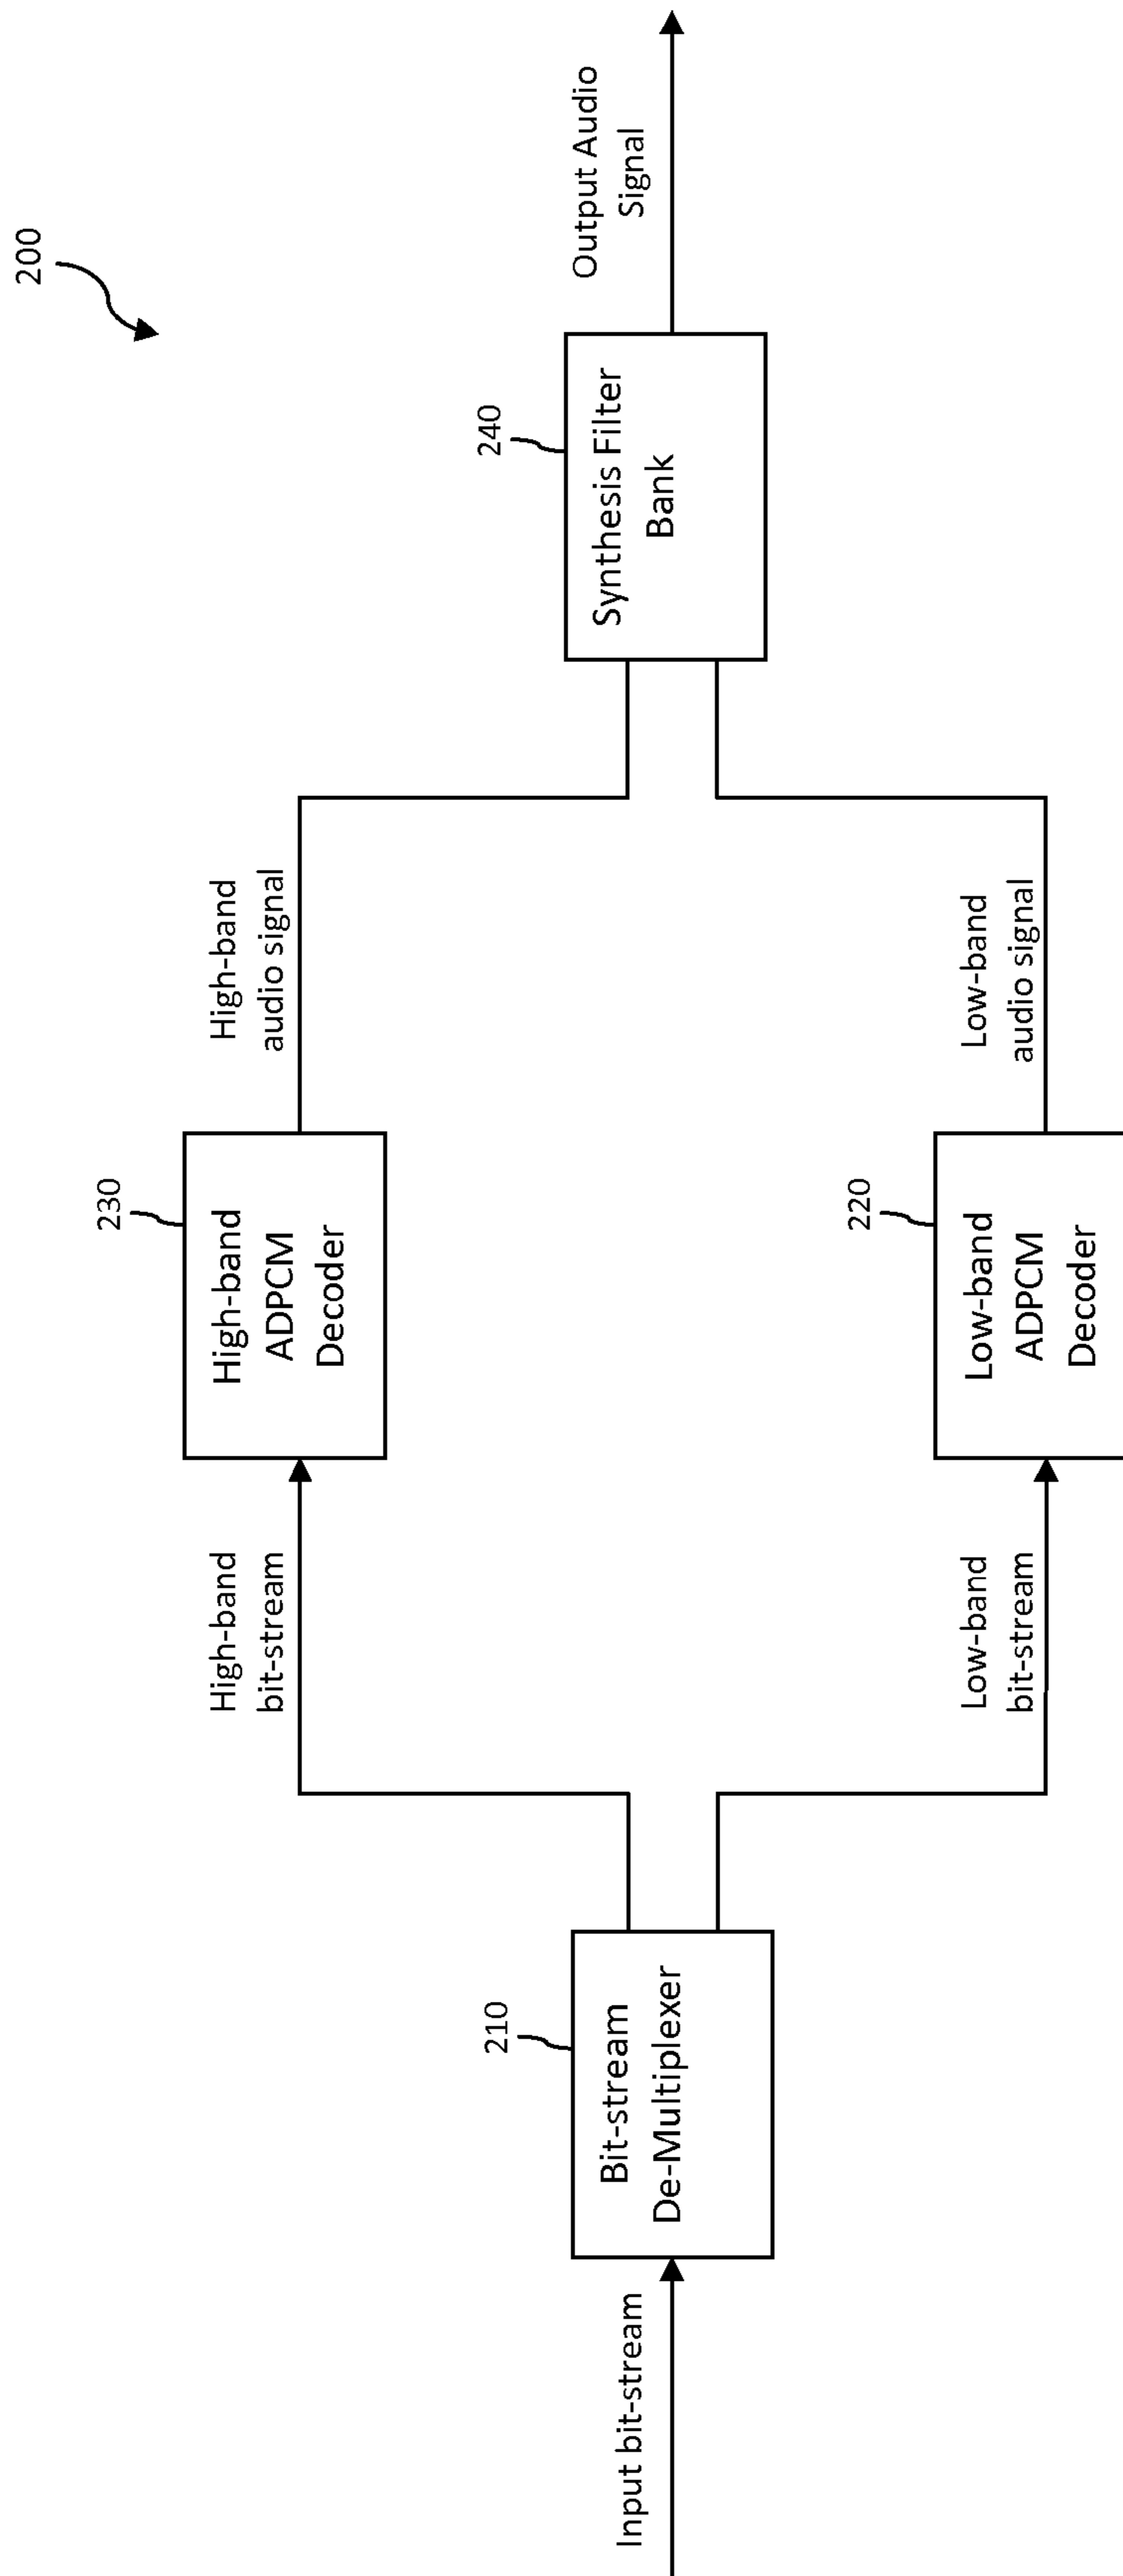 200
Input bit-stream
210
Bit-stream
De-Multiplexer
High-band
bit-stream
Low-band
bit-stream
230
High-band
ADPCM
Decoder
220
Low-band
ADPCM
Decoder
High-band
audio signal
Low-band
audio signal
240
Synthesis Filter
Bank
Output Audio
Signal